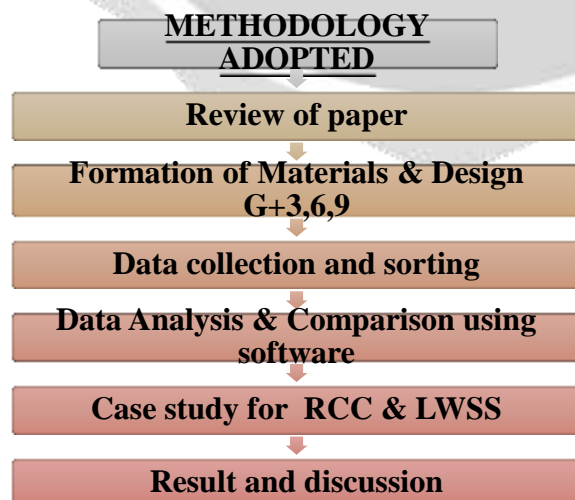 METHODOLOGY
ADOPTED
Review of paper
Formation of Materials & Design
G+3,6,9
Data collection and sorting
Data Analysis & Comparison using
software
Case study for RCC & LWSS
Result and discussion